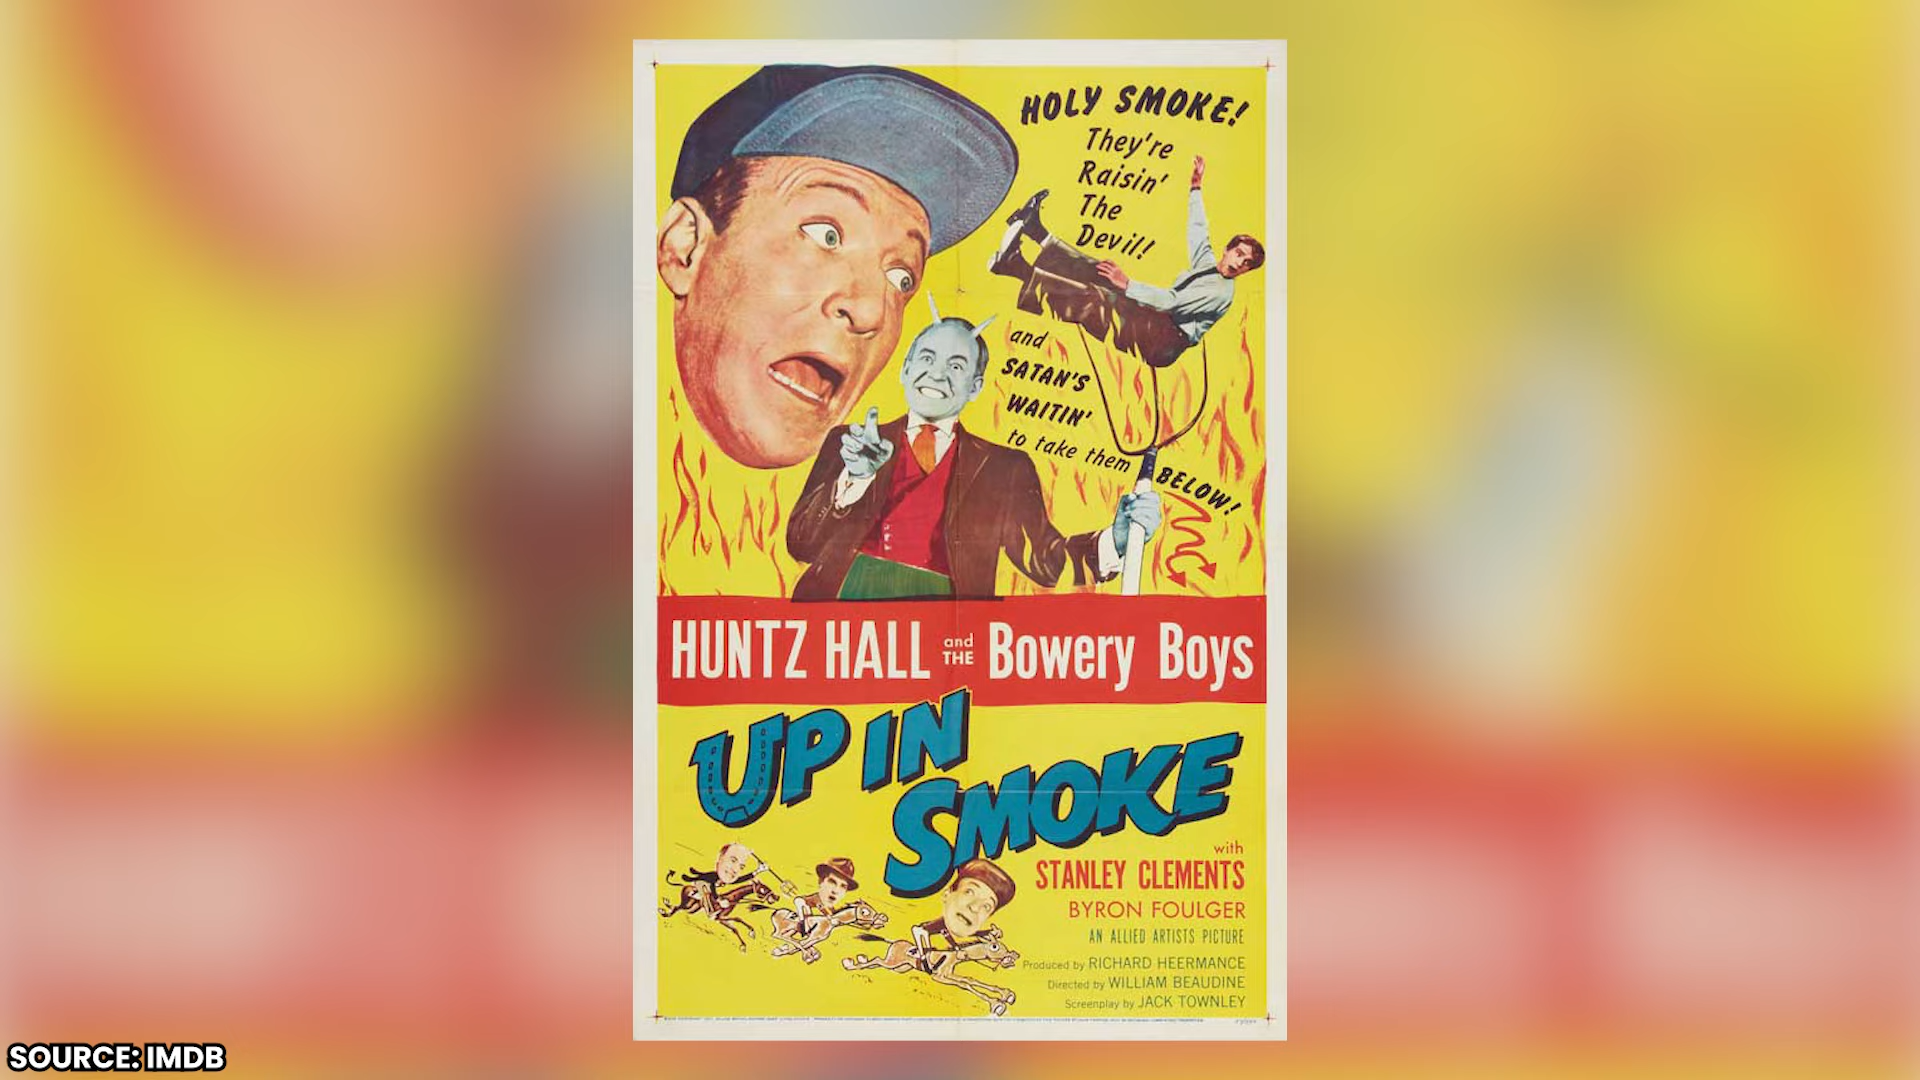 HOLY SMOKE!
They're
Raisin'
The
Devil!
and
SATAN'S
WAITIN'
to take them
BELOW!
HUNTZ HALL and THE Bowery Boys
UP IN
SMOKE
with
STANLEY CLEMENTS
BYRON FOULGER
AN ALLIED ARTISTS PICTURE
Produced by RICHARD HEERMANCE
Directed by WILLIAM BEAUDINE
Screenplay by JACK TOWNLEY
SOURCE: IMDB